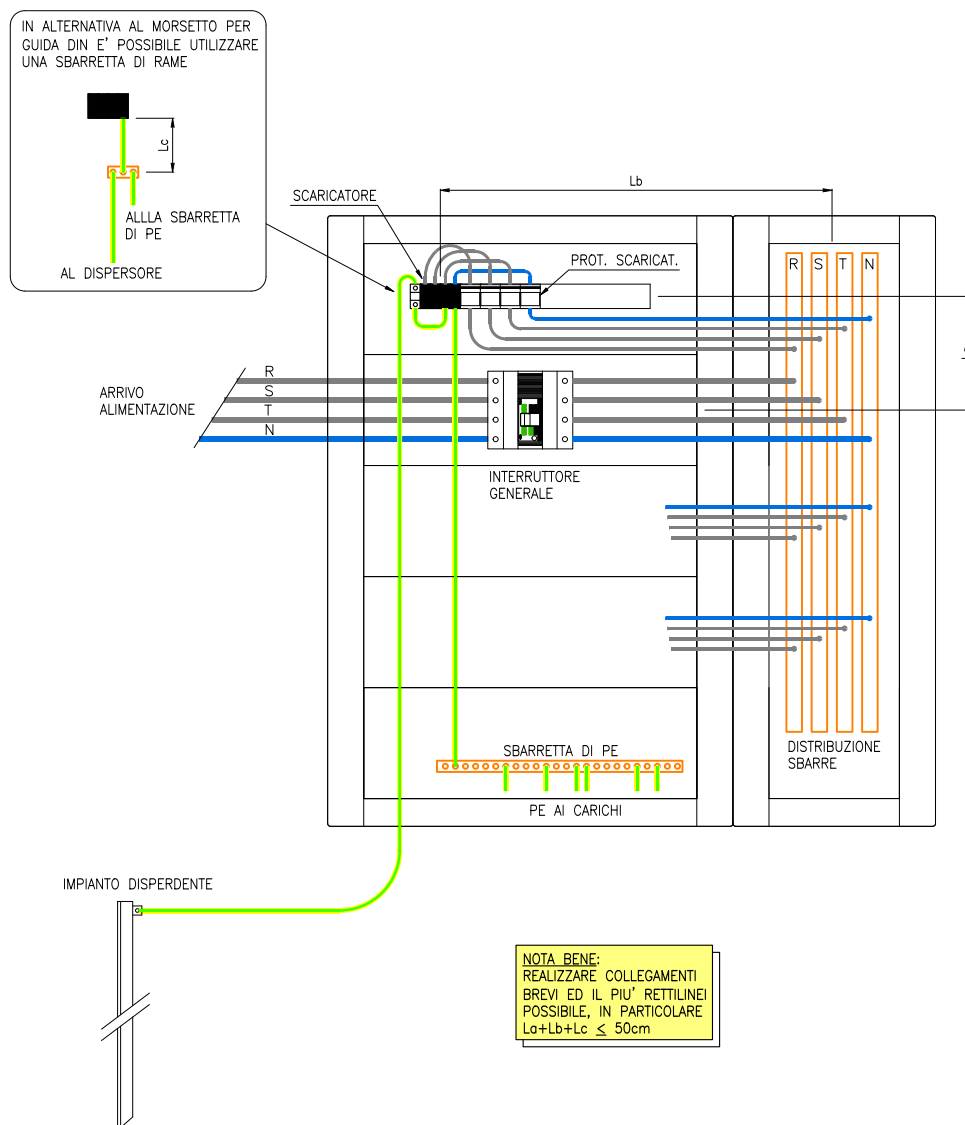 IN ALTERNATIVA AL MORSETTO PER
GUIDA DIN E' POSSIBILE UTILIZZARE
UNA SBARRETTA DI RAME
Lc
ALLLA SBARRETTA
DI PE
AL DISPERSORE
SCARICATORE
Lb
PROT. SCARICAT.
R S T N
ARRIVO
ALIMENTAZIONE
R
S
T
N
INTERRUTTORE
GENERALE
SBARRETTA DI PE
DISTRIBUZIONE
SBARRE
PE AI CARICHI
IMPIANTO DISPERDENTE
NOTA BENE:
REALIZZARE COLLEGAMENTI
BREVI ED IL PIU' RETTILINEI
POSSIBILE, IN PARTICOLARE
La+Lb+Lc ≤ 50cm